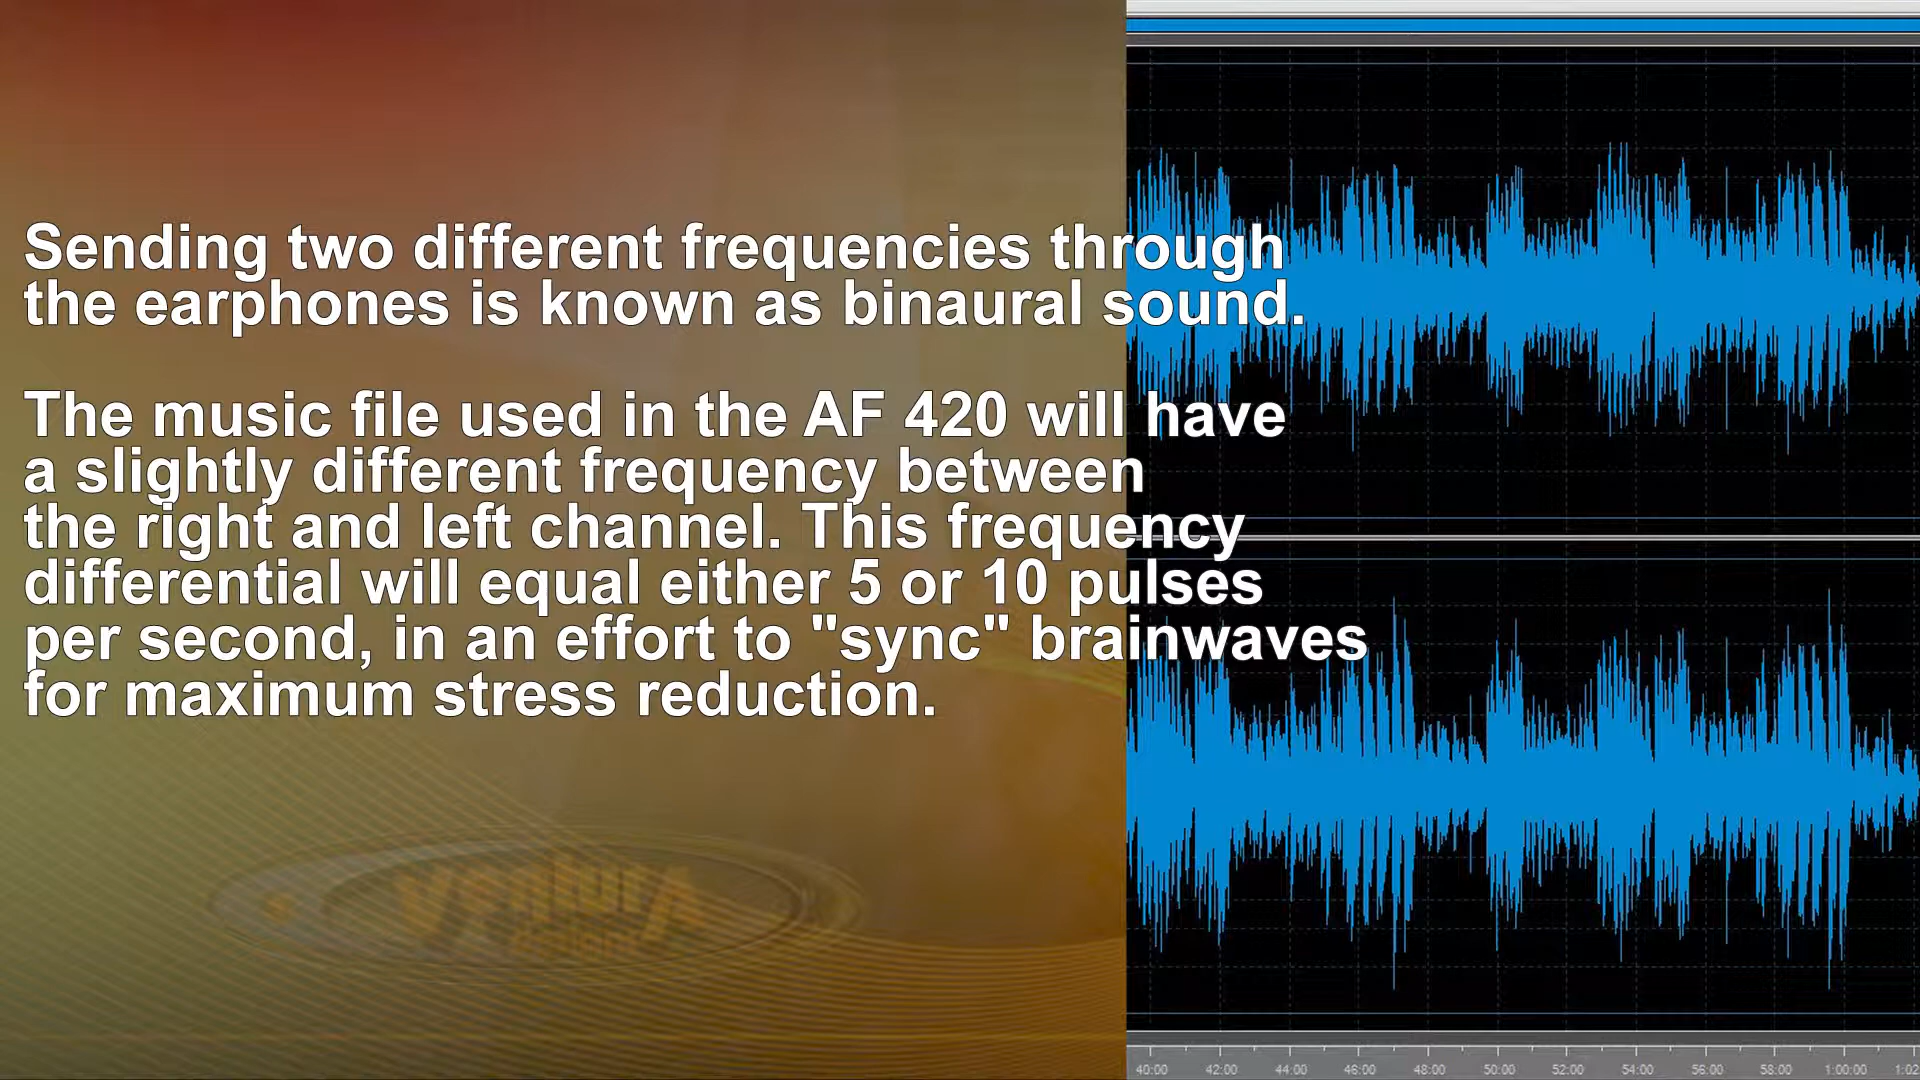 Sending two different frequencies through
the earphones is known as binaural sound.
The music file used in the AF 420 will have
a slightly different frequency between
the right and left channel. This frequency
differential will equal either 5 or 10 pulses
per second, in an effort to "sync" brainwaves
for maximum stress reduction.
Ventura
designs
40:00 42:00 44:00 46:00 48:00 50:00 52:00 54:00 56:00 58:00 1:00:00 1:02